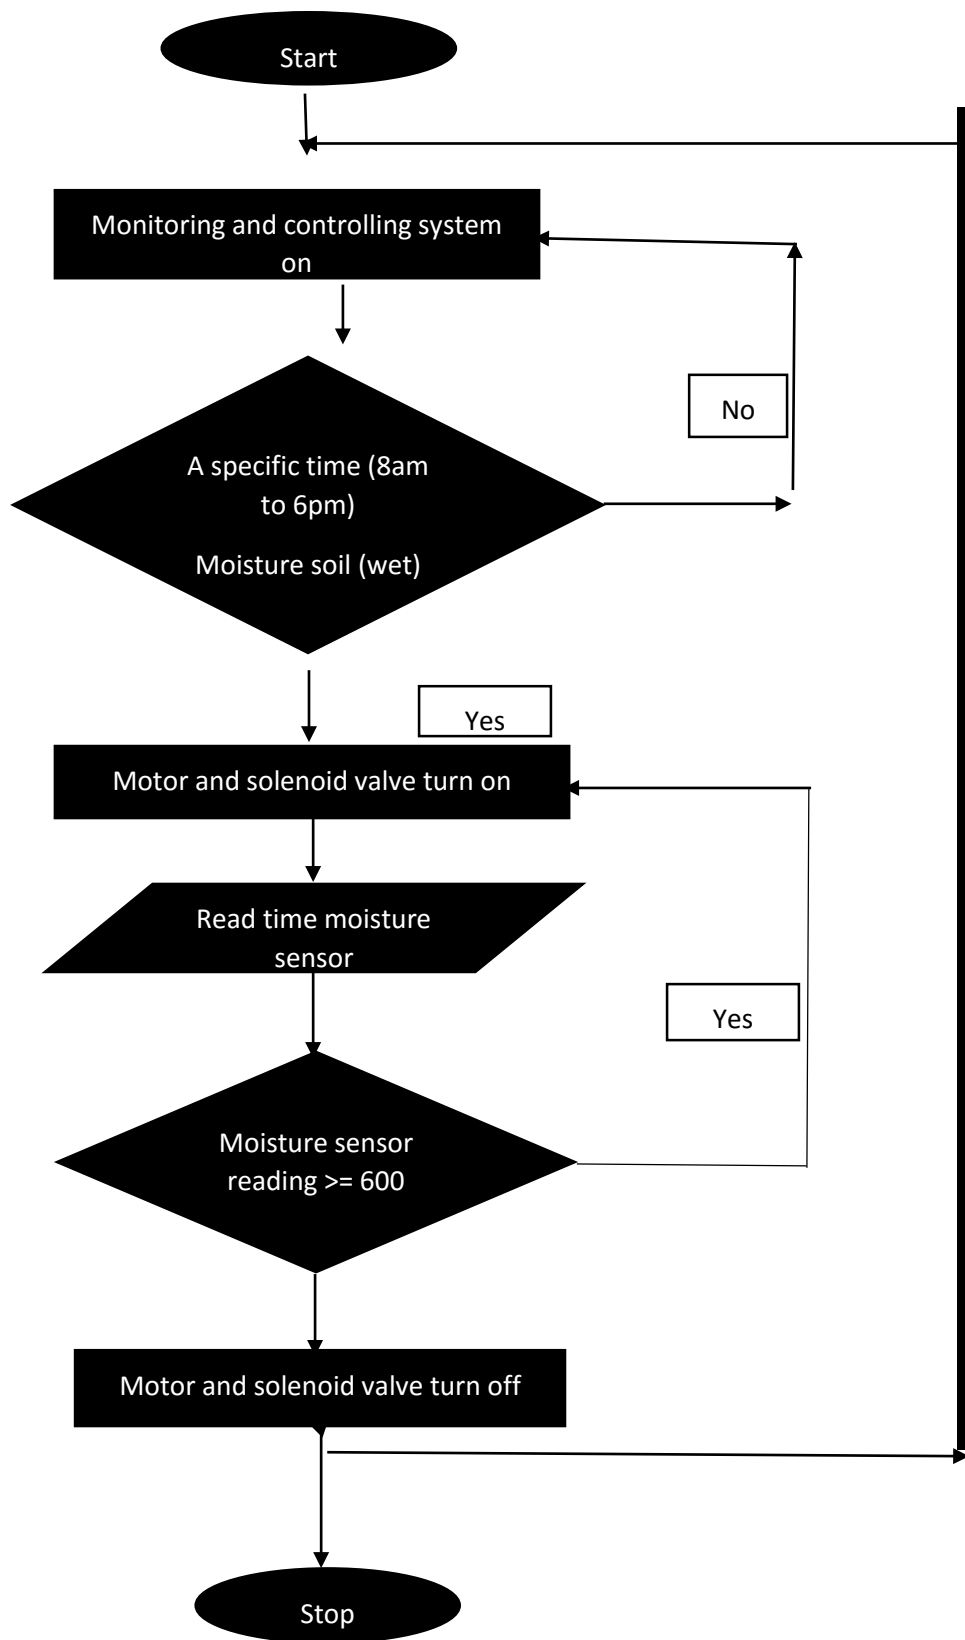 Start
Monitoring and controlling system
on
No
A specific time (8am
to 6pm)
Moisture soil (wet)
Yes
Motor and solenoid valve turn on
Read time moisture
sensor
Yes
Moisture sensor
reading >= 600
Motor and solenoid valve turn off
Stop